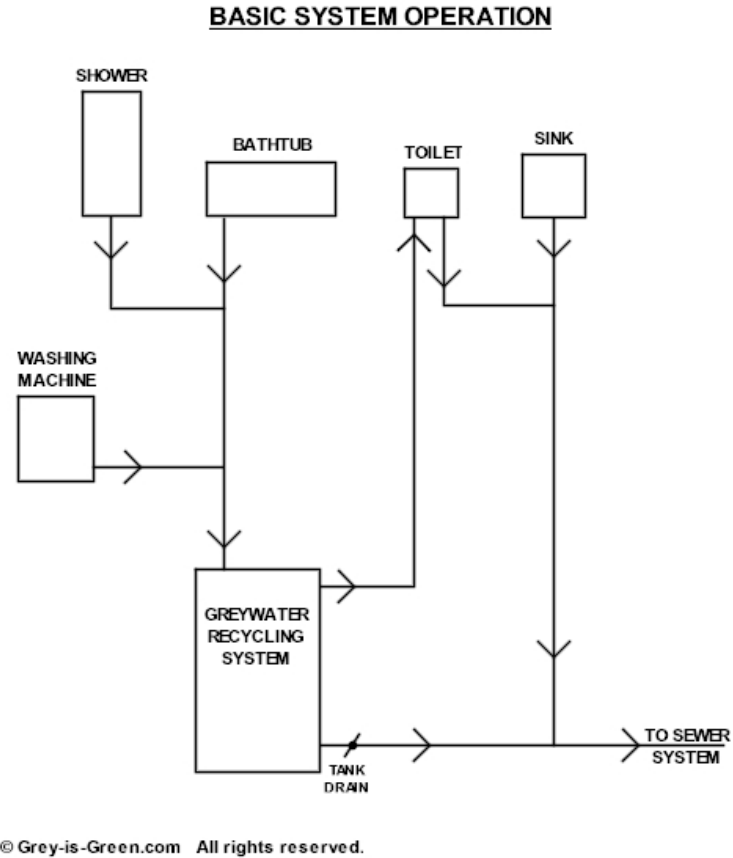 BASIC SYSTEM OPERATION
SHOWER
BATHTUB
TOILET
SINK
WASHING
MACHINE
GREYWATER
RECYCLING
SYSTEM
TANK
DRAIN
TO SEWER
SYSTEM
© Grey-is-Green.com All rights reserved.